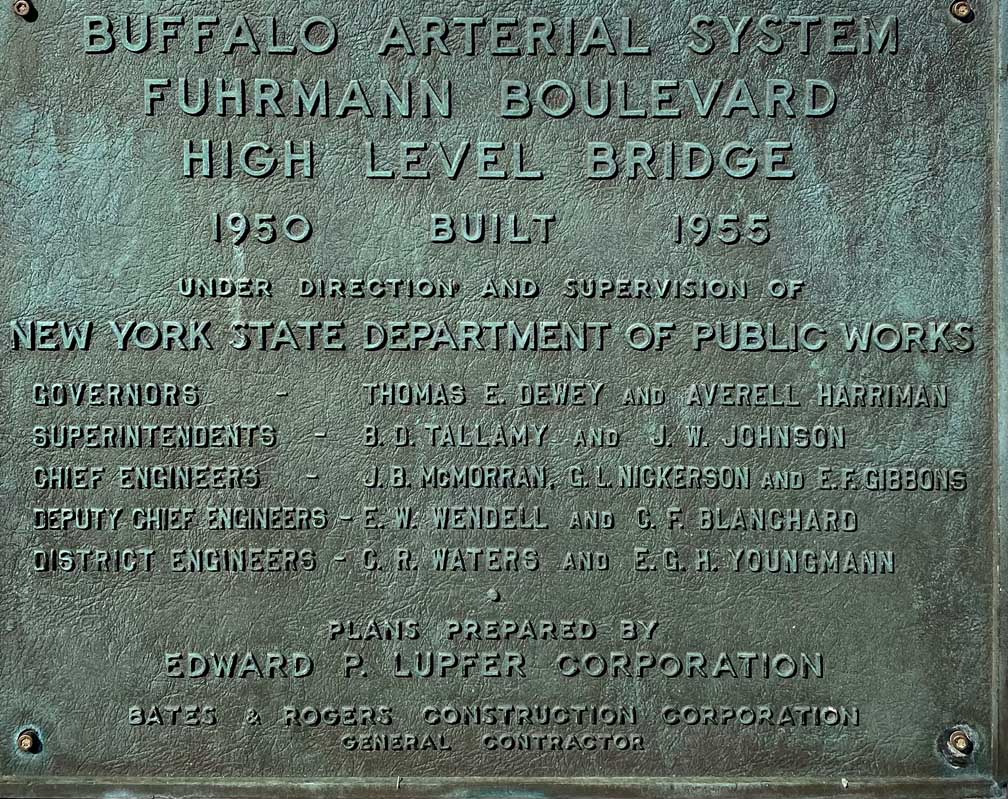 BUFFALO ARTERIAL SYSTEM
FUHRMANN BOULEVARD
HIGH LEVEL BRIDGE
1950 BUILT 1955
UNDER DIRECTION AND SUPERVISION OF
NEW YORK STATE DEPARTMENT OF PUBLIC WORKS
GOVERNORS - THOMAS E. DEWEY AND AVERELL HARRIMAN
SUPERINTENDENTS - B. D. TALLAMY AND J. W. JOHNSON
CHIEF ENGINEERS - J. B. McMORRAN, G. L. NICKERSON AND E. F. GIBBONS
DEPUTY CHIEF ENGINEERS - E. W. WENDELL AND C. F. BLANCHARD
DISTRICT ENGINEERS - C. R. WATERS AND E. G. H. YOUNGMANN
PLANS PREPARED BY
EDWARD P. LUPFER CORPORATION
BATES & ROGERS CONSTRUCTION CORPORATION
GENERAL CONTRACTOR